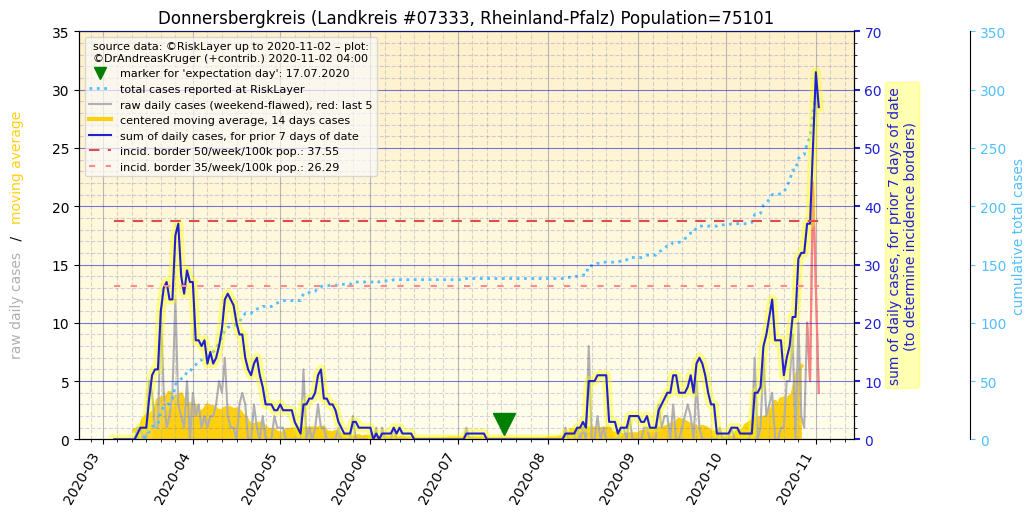 Donnersbergkreis (Landkreis #07333, Rheinland-Pfalz) Population=75101
source data: ©RiskLayer up to 2020-11-02 – plot:
©DrAndreasKruger (+contrib.) 2020-11-02 04:00
marker for 'expectation day': 17.07.2020
total cases reported at RiskLayer
raw daily cases (weekend-flawed), red: last 5
centered moving average, 14 days cases
sum of daily cases, for prior 7 days of date
incid. border 50/week/100k pop.: 37.55
incid. border 35/week/100k pop.: 26.29
raw daily cases / moving average
35
30
25
20
15
10
5
0
2020-03
2020-04
2020-05
2020-06
2020-07
2020-08
2020-09
2020-10
2020-11
70
60
50
40
30
20
10
0
sum of daily cases, for prior 7 days of date
(to determine incidence borders)
350
300
250
200
150
100
50
0
cumulative total cases